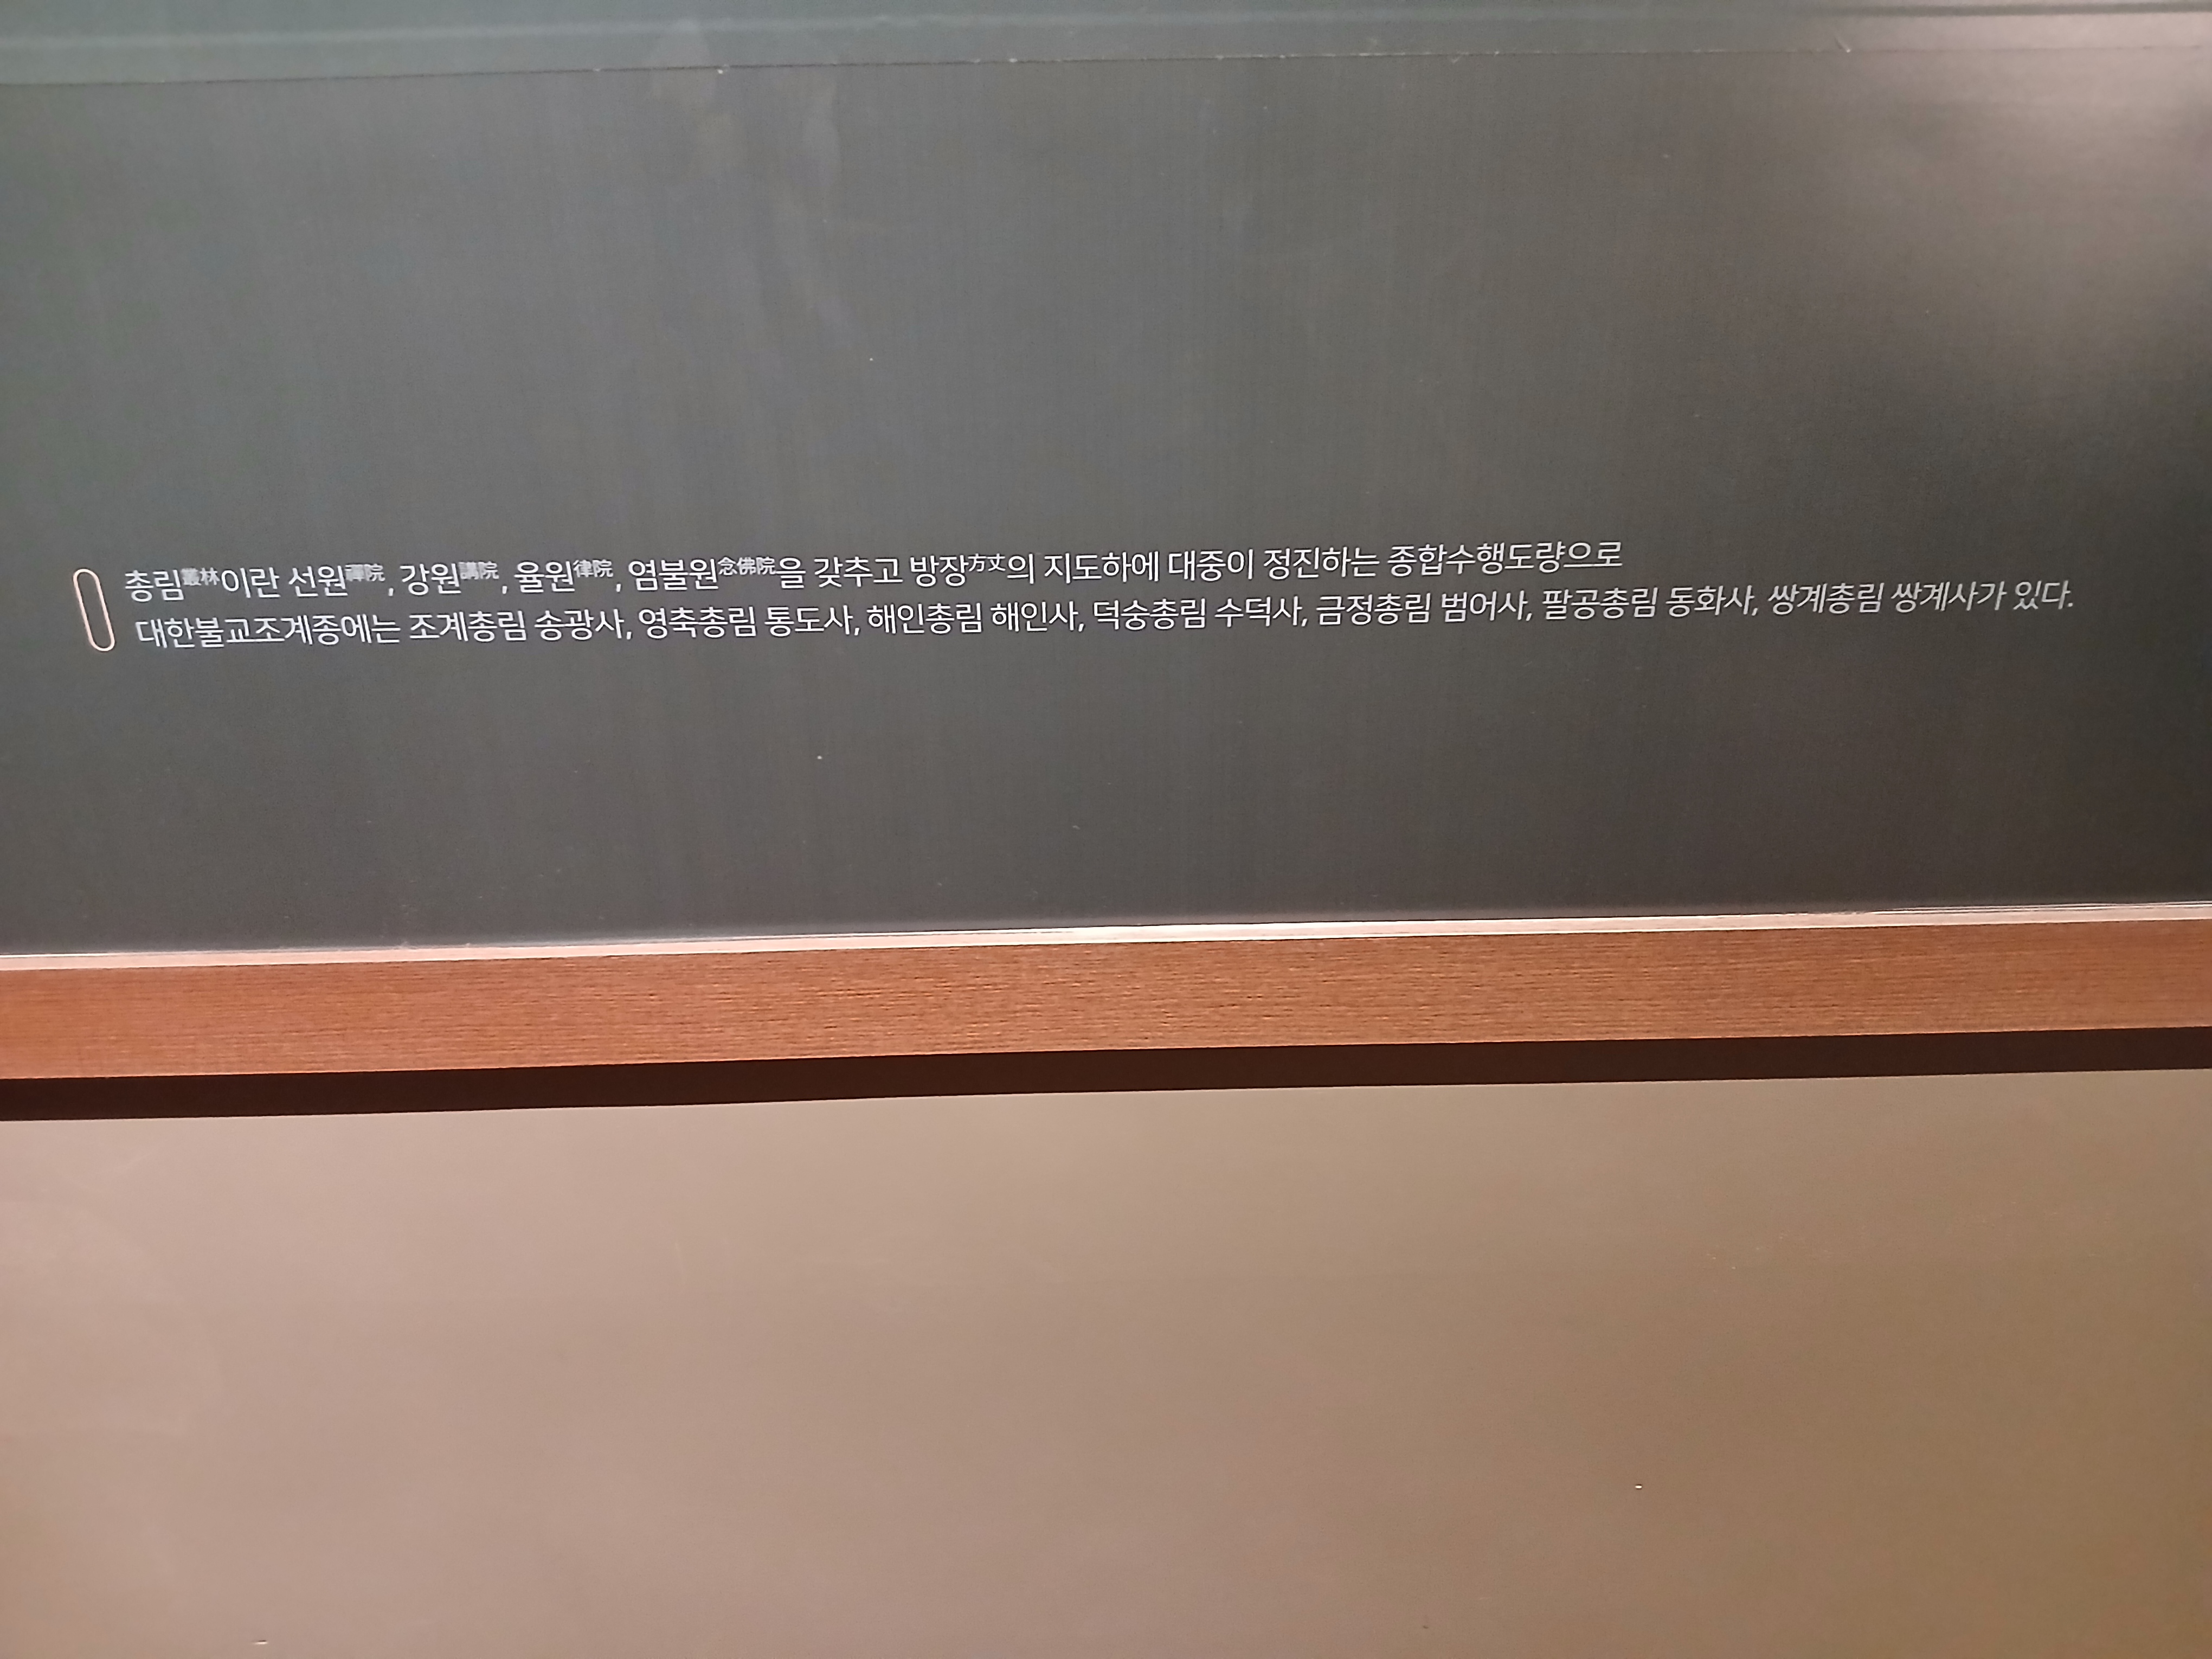 총림叢林이란 선원禪院, 강원講院, 율원律院, 염불원念佛院을 갖추고 방장方丈의 지도하에 대중이 정진하는 종합수행도량으로
대한불교조계종에는 조계총림 송광사, 영축총림 통도사, 해인총림 해인사, 덕숭총림 수덕사, 금정총림 범어사, 팔공총림 동화사, 쌍계총림 쌍계사가 있다.